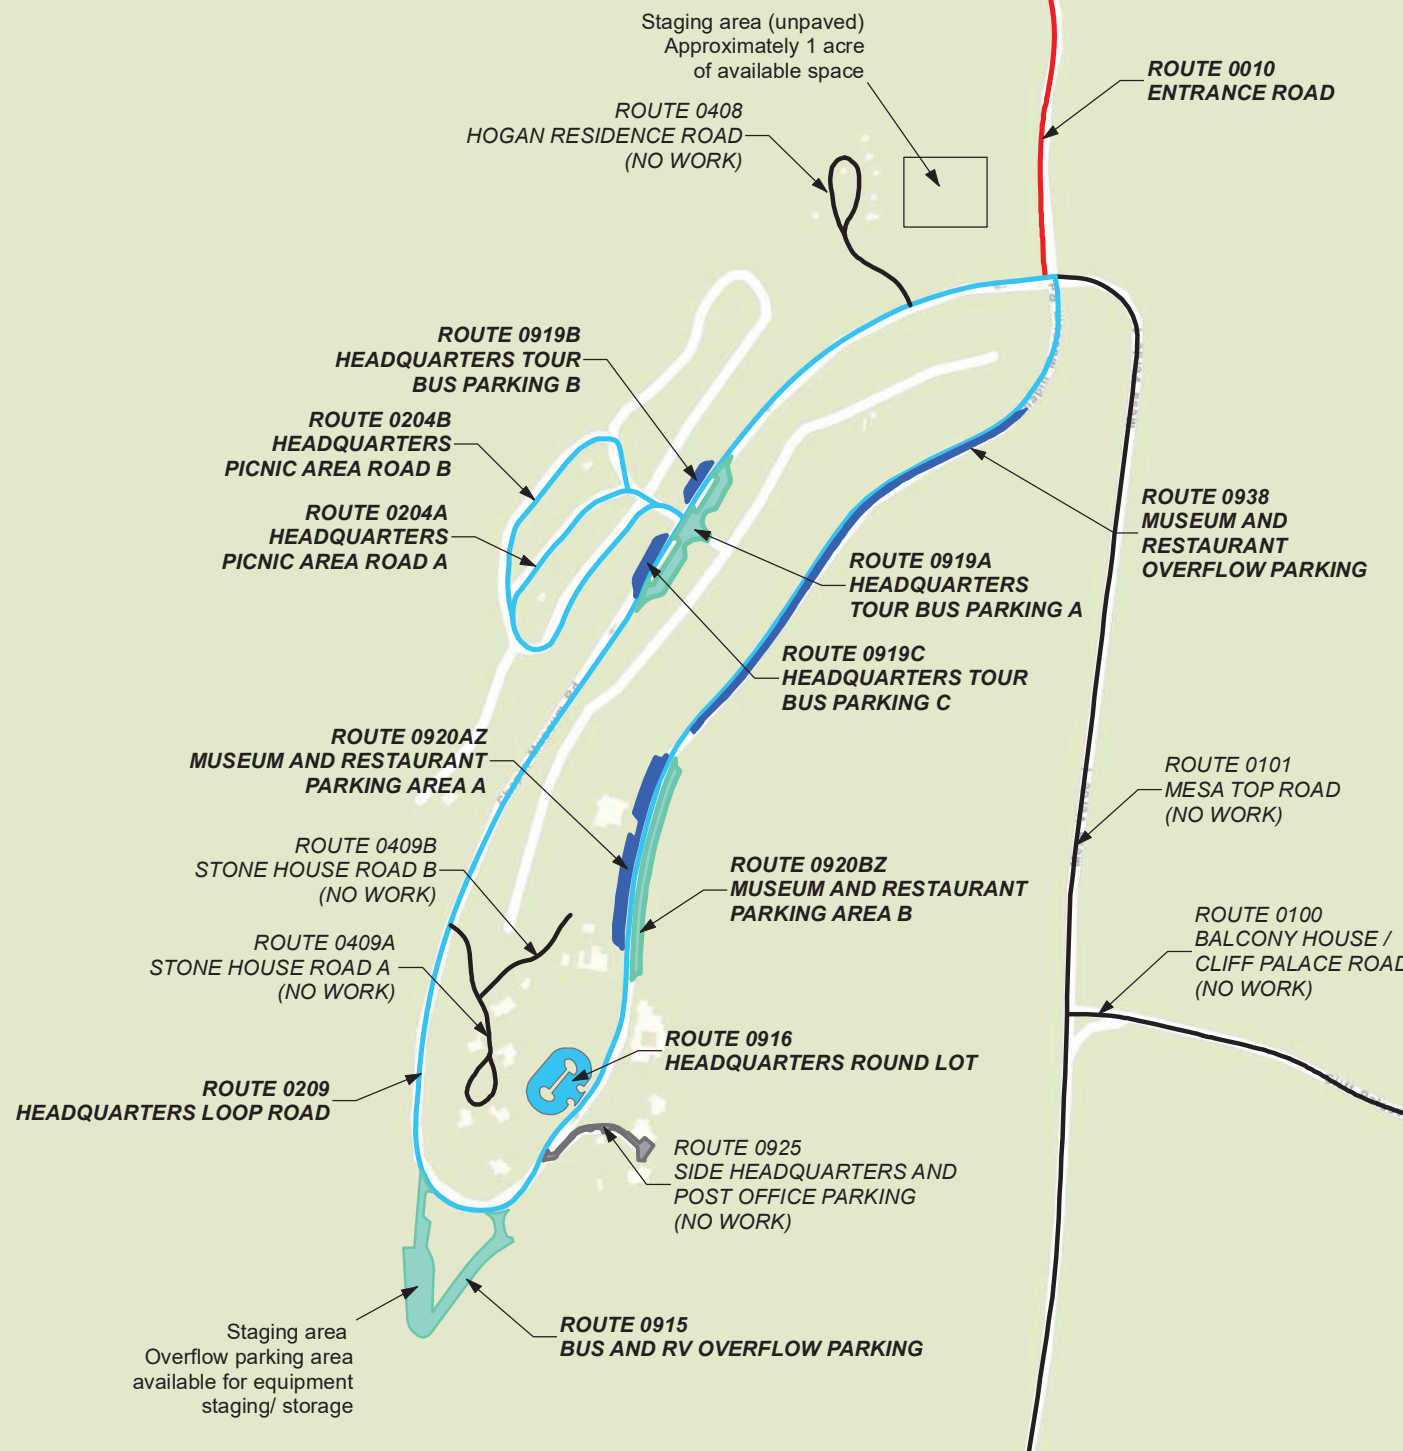 Staging area (unpaved)
Approximately 1 acre
of available space
ROUTE 0010
ENTRANCE ROAD
ROUTE 0408
HOGAN RESIDENCE ROAD
(NO WORK)
ROUTE 0919B
HEADQUARTERS TOUR
BUS PARKING B
ROUTE 0204B
HEADQUARTERS
PICNIC AREA ROAD B
ROUTE 0204A
HEADQUARTERS
PICNIC AREA ROAD A
ROUTE 0938
MUSEUM AND
RESTAURANT
OVERFLOW PARKING
ROUTE 0919A
HEADQUARTERS
TOUR BUS PARKING A
ROUTE 0919C
HEADQUARTERS TOUR
BUS PARKING C
ROUTE 0920AZ
MUSEUM AND RESTAURANT
PARKING AREA A
ROUTE 0101
MESA TOP ROAD
(NO WORK)
ROUTE 0409B
STONE HOUSE ROAD B
(NO WORK)
ROUTE 0920BZ
MUSEUM AND RESTAURANT
PARKING AREA B
ROUTE 0100
BALCONY HOUSE /
CLIFF PALACE ROAD
(NO WORK)
ROUTE 0409A
STONE HOUSE ROAD A
(NO WORK)
ROUTE 0916
HEADQUARTERS ROUND LOT
ROUTE 0209
HEADQUARTERS LOOP ROAD
ROUTE 0925
SIDE HEADQUARTERS AND
POST OFFICE PARKING
(NO WORK)
ROUTE 0915
BUS AND RV OVERFLOW PARKING
Staging area
Overflow parking area
available for equipment
staging/ storage
Museum Rd